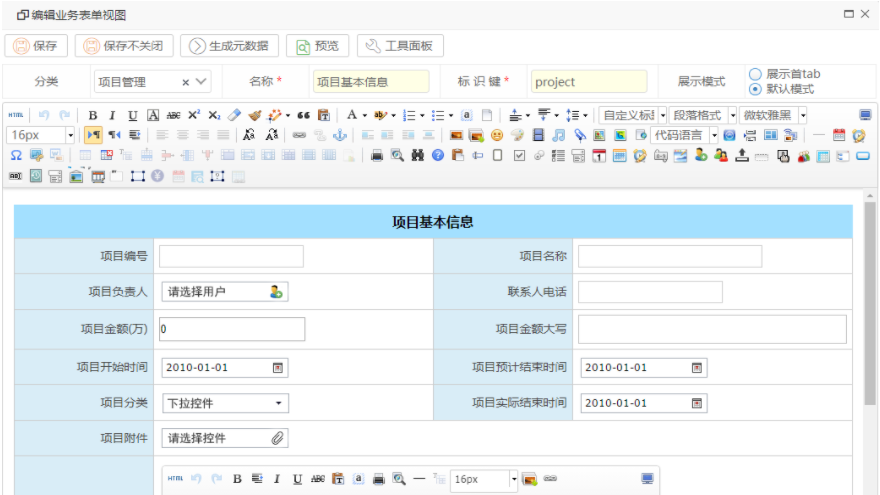 编辑业务表单视图
保存 保存不关闭 生成元数据 预览 工具面板
分类 项目管理 名称 * 项目基本信息 标识键 * project 展示模式 展示首tab 默认模式
HTML B I U A ABC X² X₂ A ab 自定义标题 段落格式 微软雅黑
16px 代码语言
项目基本信息
项目编号 项目名称
项目负责人 请选择用户 联系人电话
项目金额(万) 0 项目金额大写
项目开始时间 2010-01-01 项目预计结束时间 2010-01-01
项目分类 下拉控件 项目实际结束时间 2010-01-01
项目附件 请选择控件
HTML B I U ABC a 16px